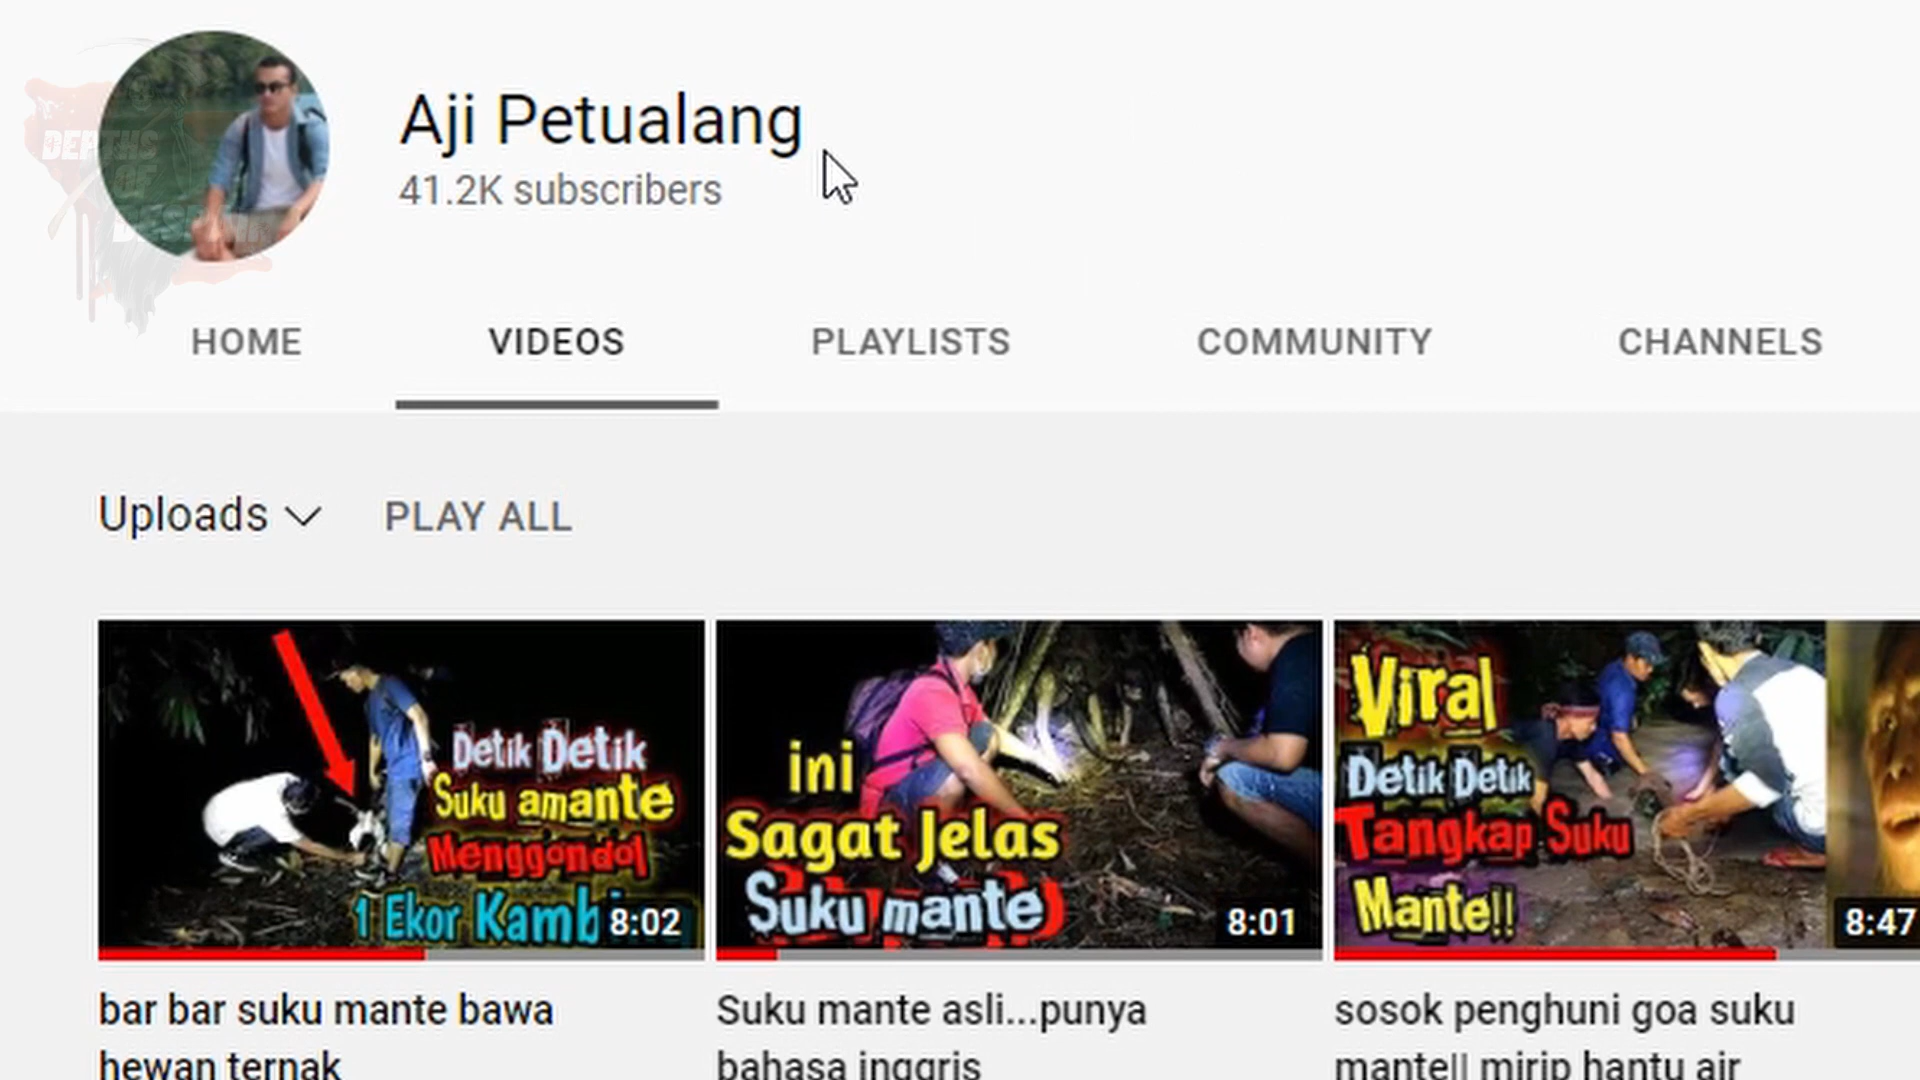 DEPTHS
OF
DESPAIR
Aji Petualang
41.2K subscribers
HOME
VIDEOS
PLAYLISTS
COMMUNITY
CHANNELS
Uploads
PLAY ALL
Detik Detik
Suku amante
Menggondol
1 Ekor Kamb
8:02
ini
Sagat Jelas
Suku mante
8:01
Viral
Detik Detik
Tangkap Suku
Mante!!
8:47
bar bar suku mante bawa
hewan ternak
Suku mante asli...punya
bahasa inggris
sosok penghuni goa suku
mante|| mirip hantu air